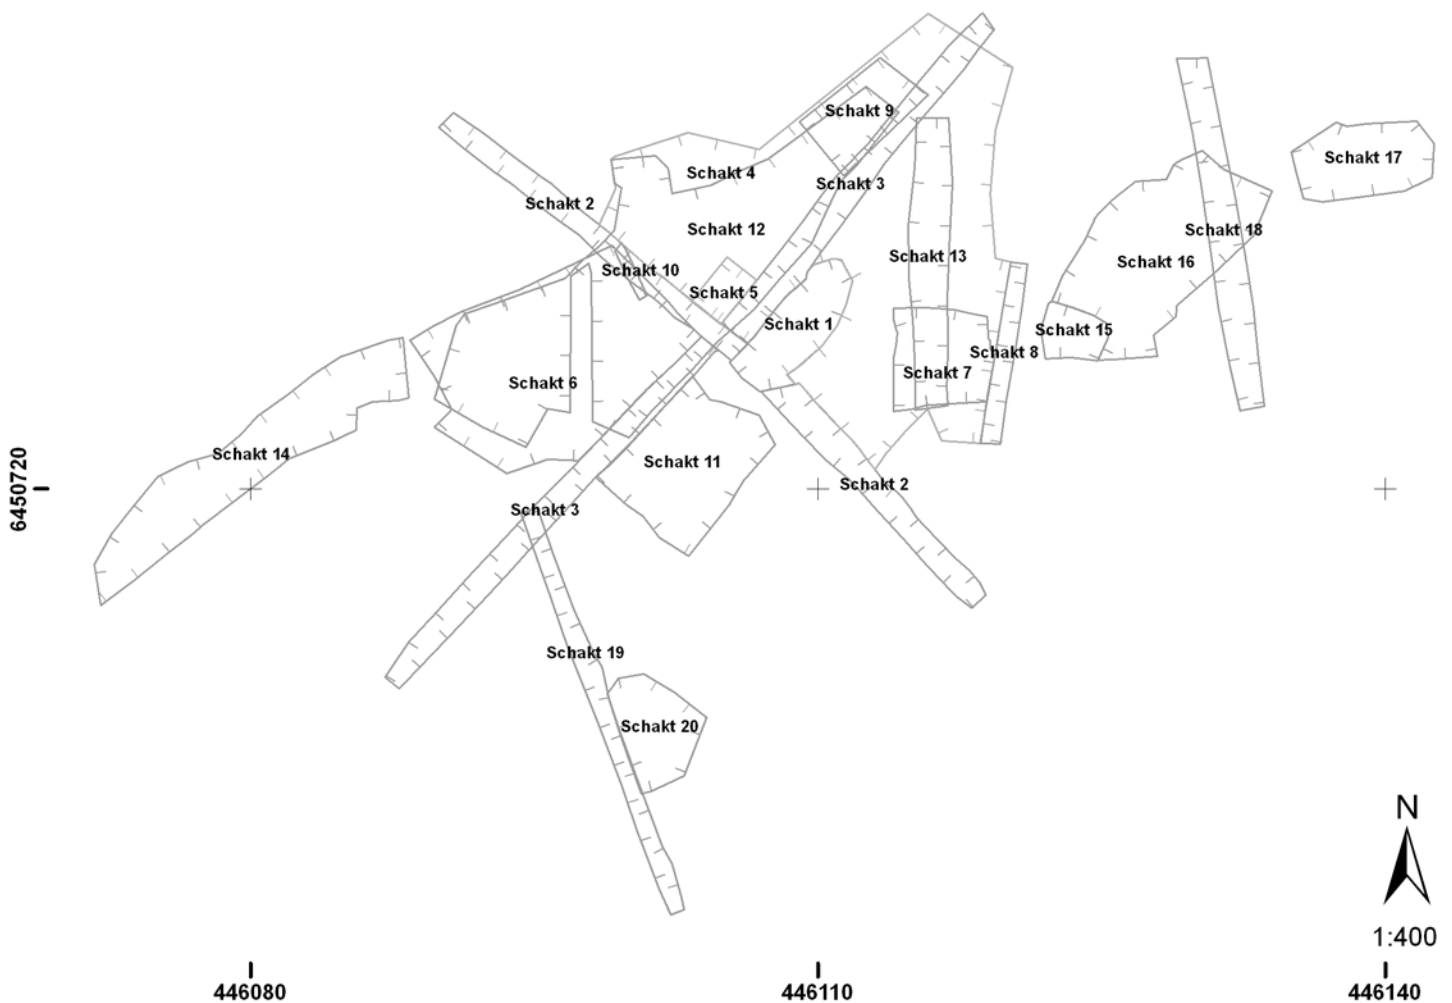 Schakt 9
Schakt 17
Schakt 4
Schakt 3
Schakt 2
Schakt 12
Schakt 18
Schakt 13
Schakt 16
Schakt 10
Schakt 5
Schakt 1
Schakt 15
Schakt 8
Schakt 7
Schakt 6
Schakt 14
Schakt 11
Schakt 2
6450720
Schakt 3
Schakt 19
Schakt 20
N
1:400
446080
446110
446140